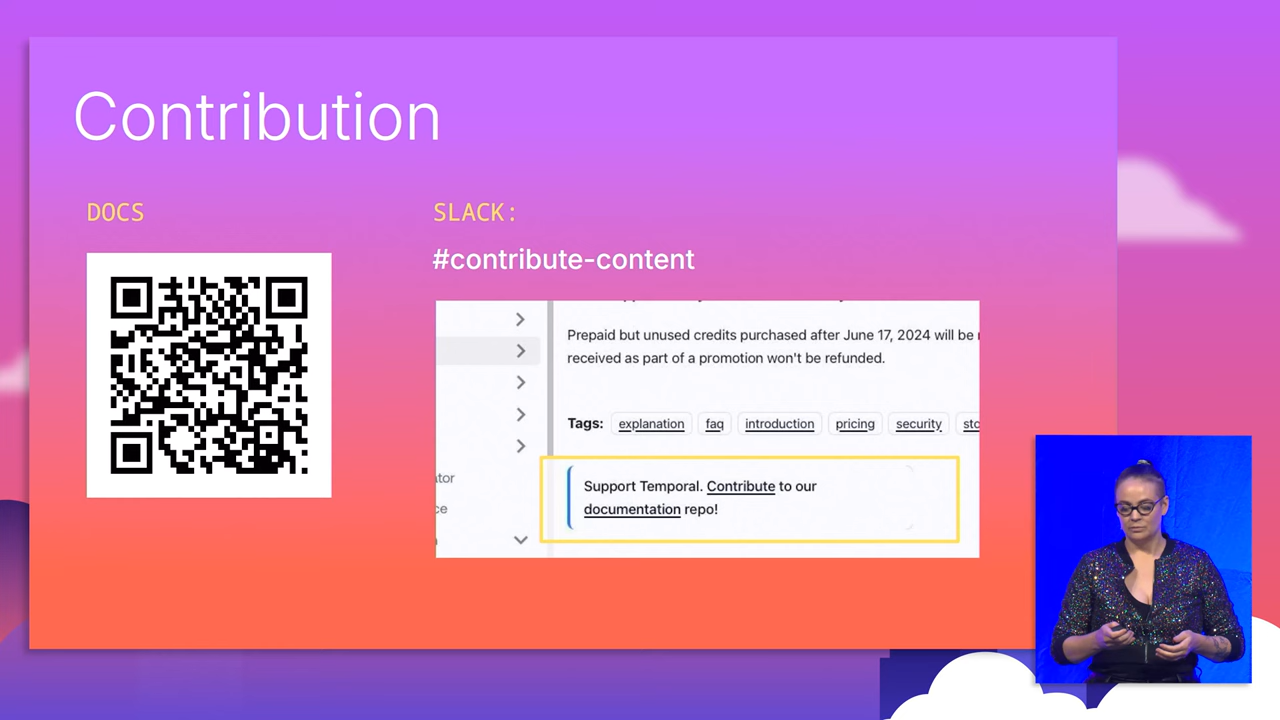 Contribution
DOCS
SLACK:
#contribute-content
Prepaid but unused credits purchased after June 17, 2024 will be
received as part of a promotion won't be refunded.
Tags: explanation faq introduction pricing security
Support Temporal. Contribute to our
documentation repo!